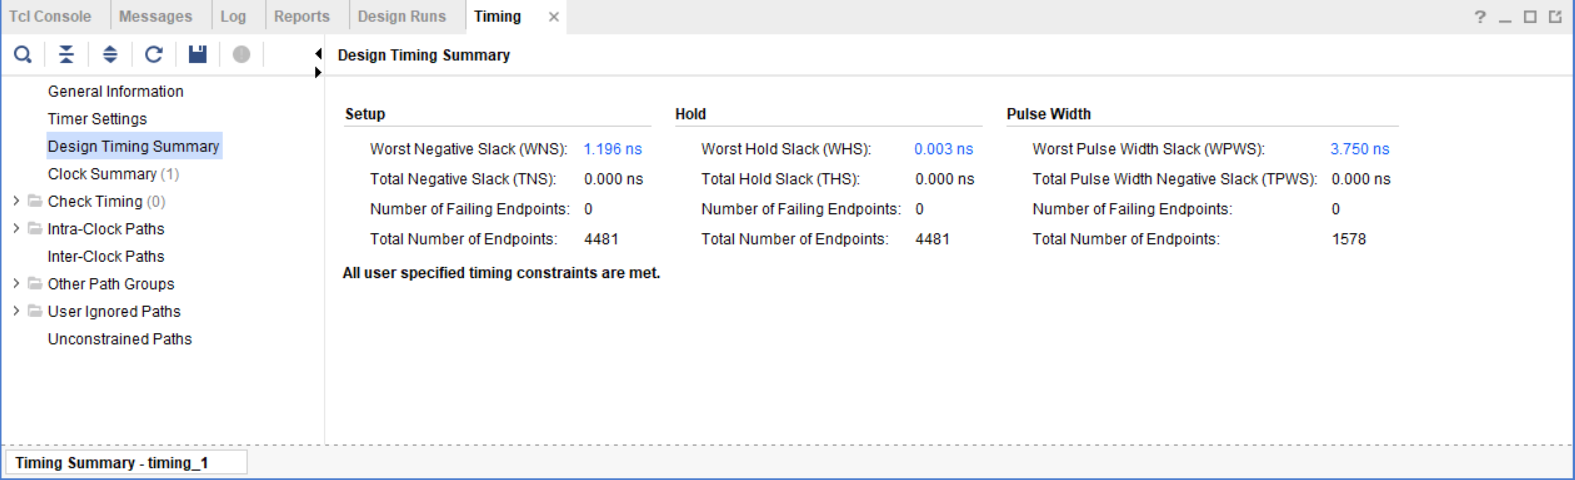 Tcl Console Messages Log Reports Design Runs Timing × ?
Design Timing Summary
General Information
Timer Settings
Design Timing Summary
Clock Summary (1)
Check Timing (0)
Intra-Clock Paths
Inter-Clock Paths
Other Path Groups
User Ignored Paths
Unconstrained Paths
Setup
Worst Negative Slack (WNS): 1.196 ns
Total Negative Slack (TNS): 0.000 ns
Number of Failing Endpoints: 0
Total Number of Endpoints: 4481
Hold
Worst Hold Slack (WHS): 0.003 ns
Total Hold Slack (THS): 0.000 ns
Number of Failing Endpoints: 0
Total Number of Endpoints: 4481
Pulse Width
Worst Pulse Width Slack (WPWS): 3.750 ns
Total Pulse Width Negative Slack (TPWS): 0.000 ns
Number of Failing Endpoints: 0
Total Number of Endpoints: 1578
All user specified timing constraints are met.
Timing Summary - timing_1